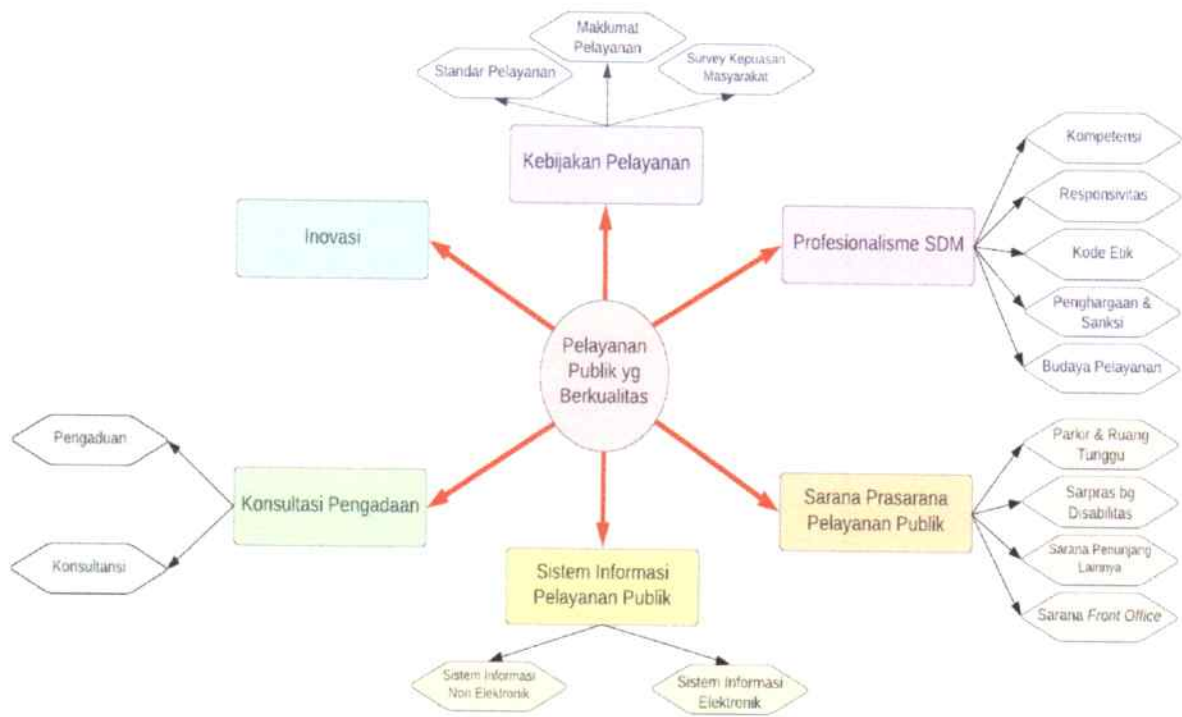 Maklumat
Pelayanan
Standar Pelayanan
Survey Kepuasan
Masyarakat
Kebijakan Pelayanan
Kompetensi
Responsivitas
Kode Etik
Penghargaan &
Sanksi
Budaya Pelayanan
Profesionalisme SDM
Inovasi
Pelayanan
Publik yg
Berkualitas
Pengaduan
Konsultansi
Konsultasi Pengadaan
Sarana Prasarana
Pelayanan Publik
Parkir & Ruang
Tunggu
Sarpras bg
Disabilitas
Sarana Penunjang
Lainnya
Sarana Front Office
Sistem Informasi
Pelayanan Publik
Sistem Informasi
Non Elektronik
Sistem Informasi
Elektronik